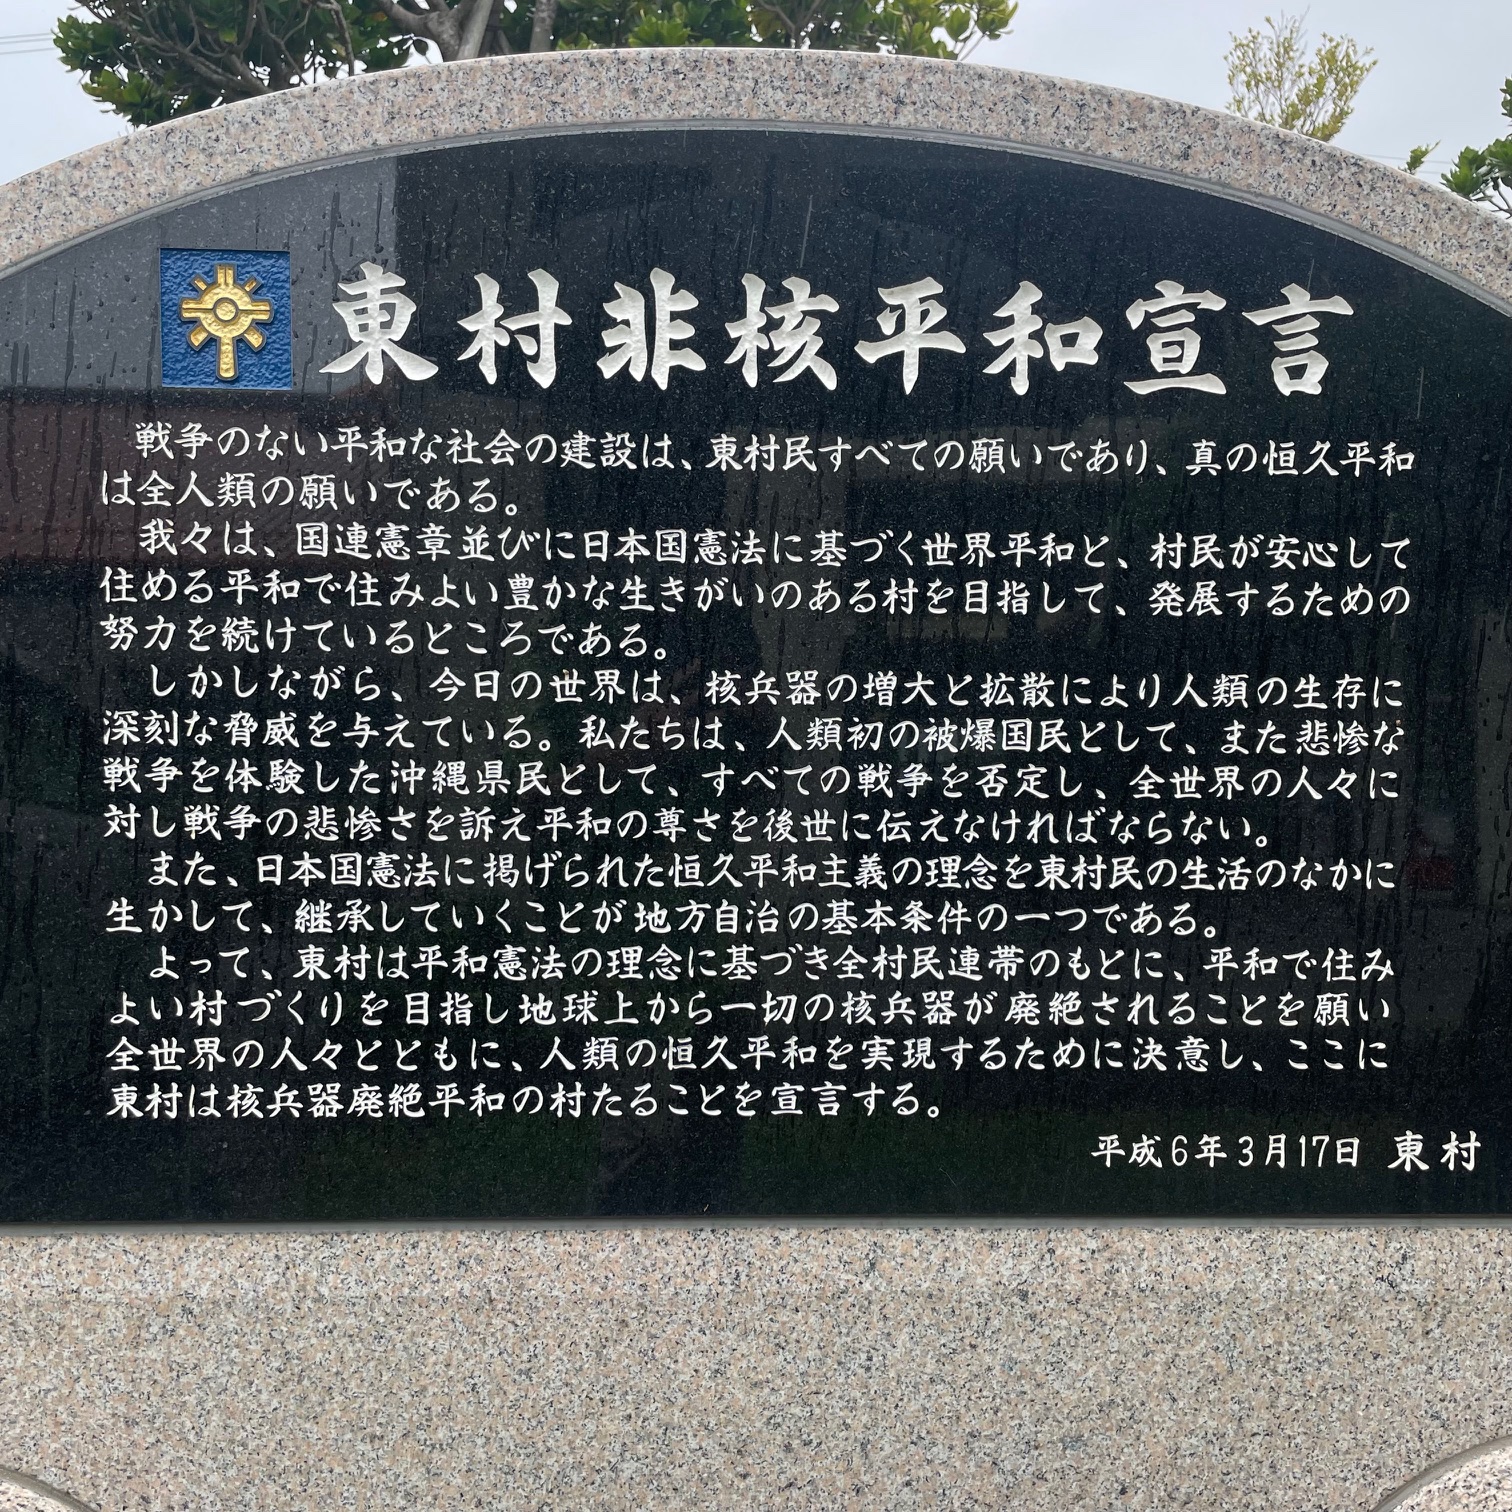 東村非核平和宣言
戦争のない平和な社会の建設は、東村民すべての願いであり、真の恒久平和
は全人類の願いである。
我々は、国連憲章並びに日本国憲法に基づく世界平和と、村民が安心して
住める平和で住みよい豊かな生きがいのある村を目指して、発展するための
努力を続けているところである。
しかしながら、今日の世界は、核兵器の増大と拡散により人類の生存に
深刻な脅威を与えている。私たちは、人類初の被爆国民として、また悲惨な
戦争を体験した沖縄県民として、すべての戦争を否定し、全世界の人々に
対し戦争の悲惨さを訴え平和の尊さを後世に伝えなければならない。
また、日本国憲法に掲げられた恒久平和主義の理念を東村民の生活のなかに
生かして、継承していくことが地方自治の基本条件の一つである。
よって、東村は平和憲法の理念に基づき全村民連帯のもとに、平和で住み
よい村づくりを目指し地球上から一切の核兵器が廃絶されることを願い
全世界の人々とともに、人類の恒久平和を実現するために決意し、ここに
東村は核兵器廃絶平和の村たることを宣言する。
平成6年3月17日 東村